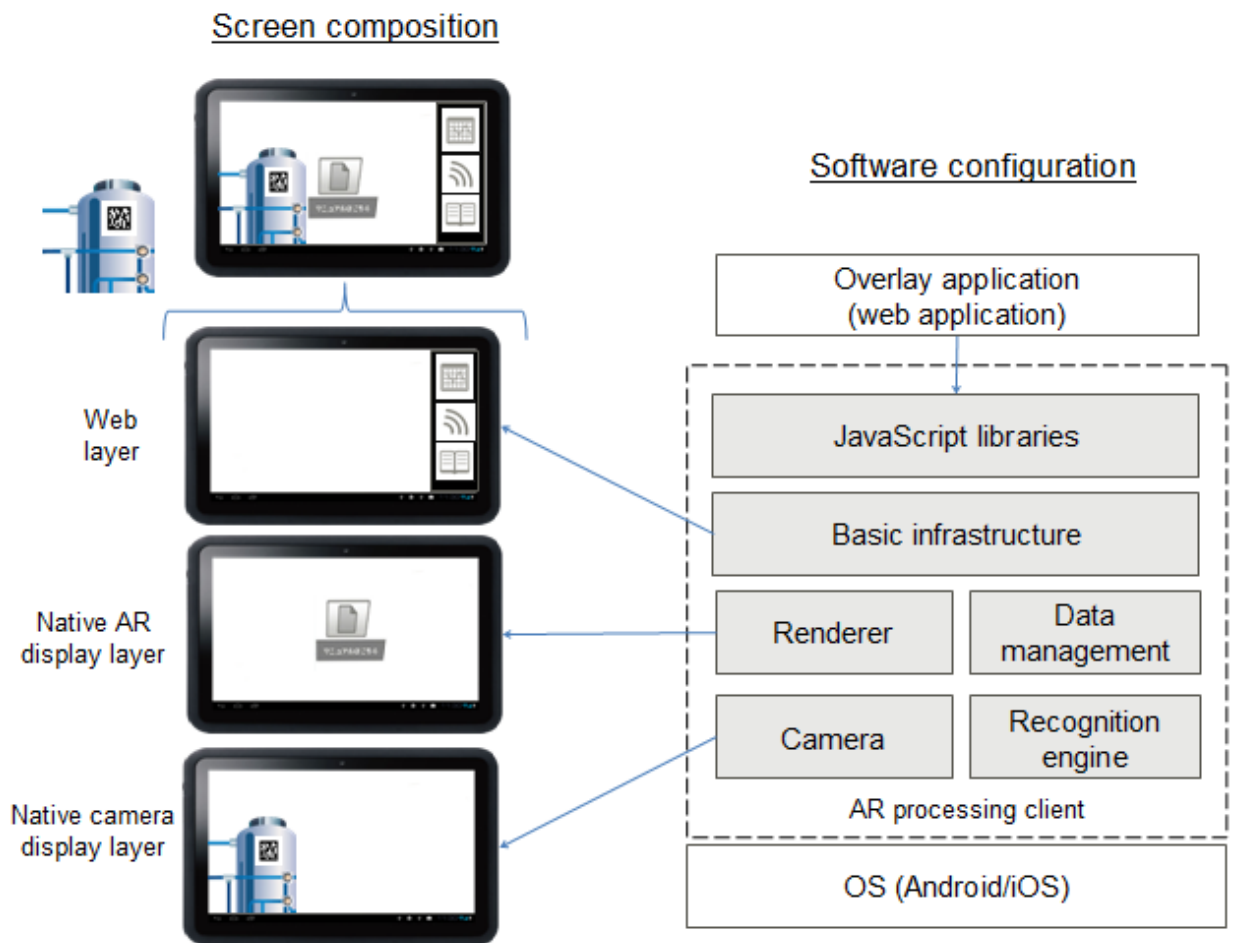 Screen composition
Software configuration
Overlay application
(web application)
JavaScript libraries
Web
layer
Basic infrastructure
Native AR
display layer
Renderer
Data
management
Native camera
display layer
Camera
Recognition
engine
AR processing client
OS (Android/iOS)